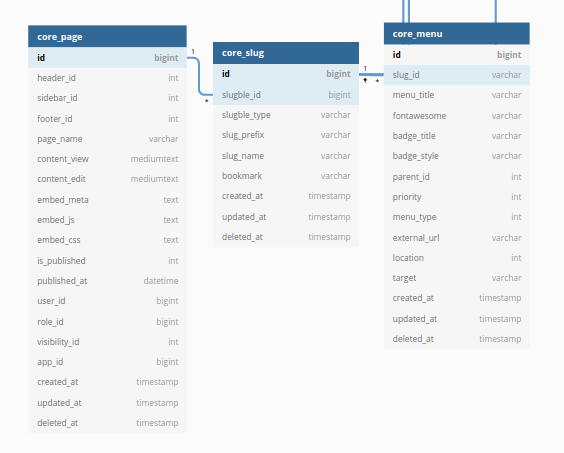 core_page
id bigint
header_id int
sidebar_id int
footer_id int
page_name varchar
content_view mediumtext
content_edit mediumtext
embed_meta text
embed_js text
embed_css text
is_published int
published_at datetime
user_id bigint
role_id bigint
visibility_id int
app_id bigint
created_at timestamp
updated_at timestamp
deleted_at timestamp
1
*
core_slug
id bigint
slugble_id bigint
slugble_type varchar
slug_prefix varchar
slug_name varchar
bookmark varchar
created_at timestamp
updated_at timestamp
deleted_at timestamp
1
*
core_menu
id bigint
slug_id varchar
menu_title varchar
fontawesome varchar
badge_title varchar
badge_style varchar
parent_id int
priority int
menu_type int
external_url varchar
location int
target varchar
created_at timestamp
updated_at timestamp
deleted_at timestamp